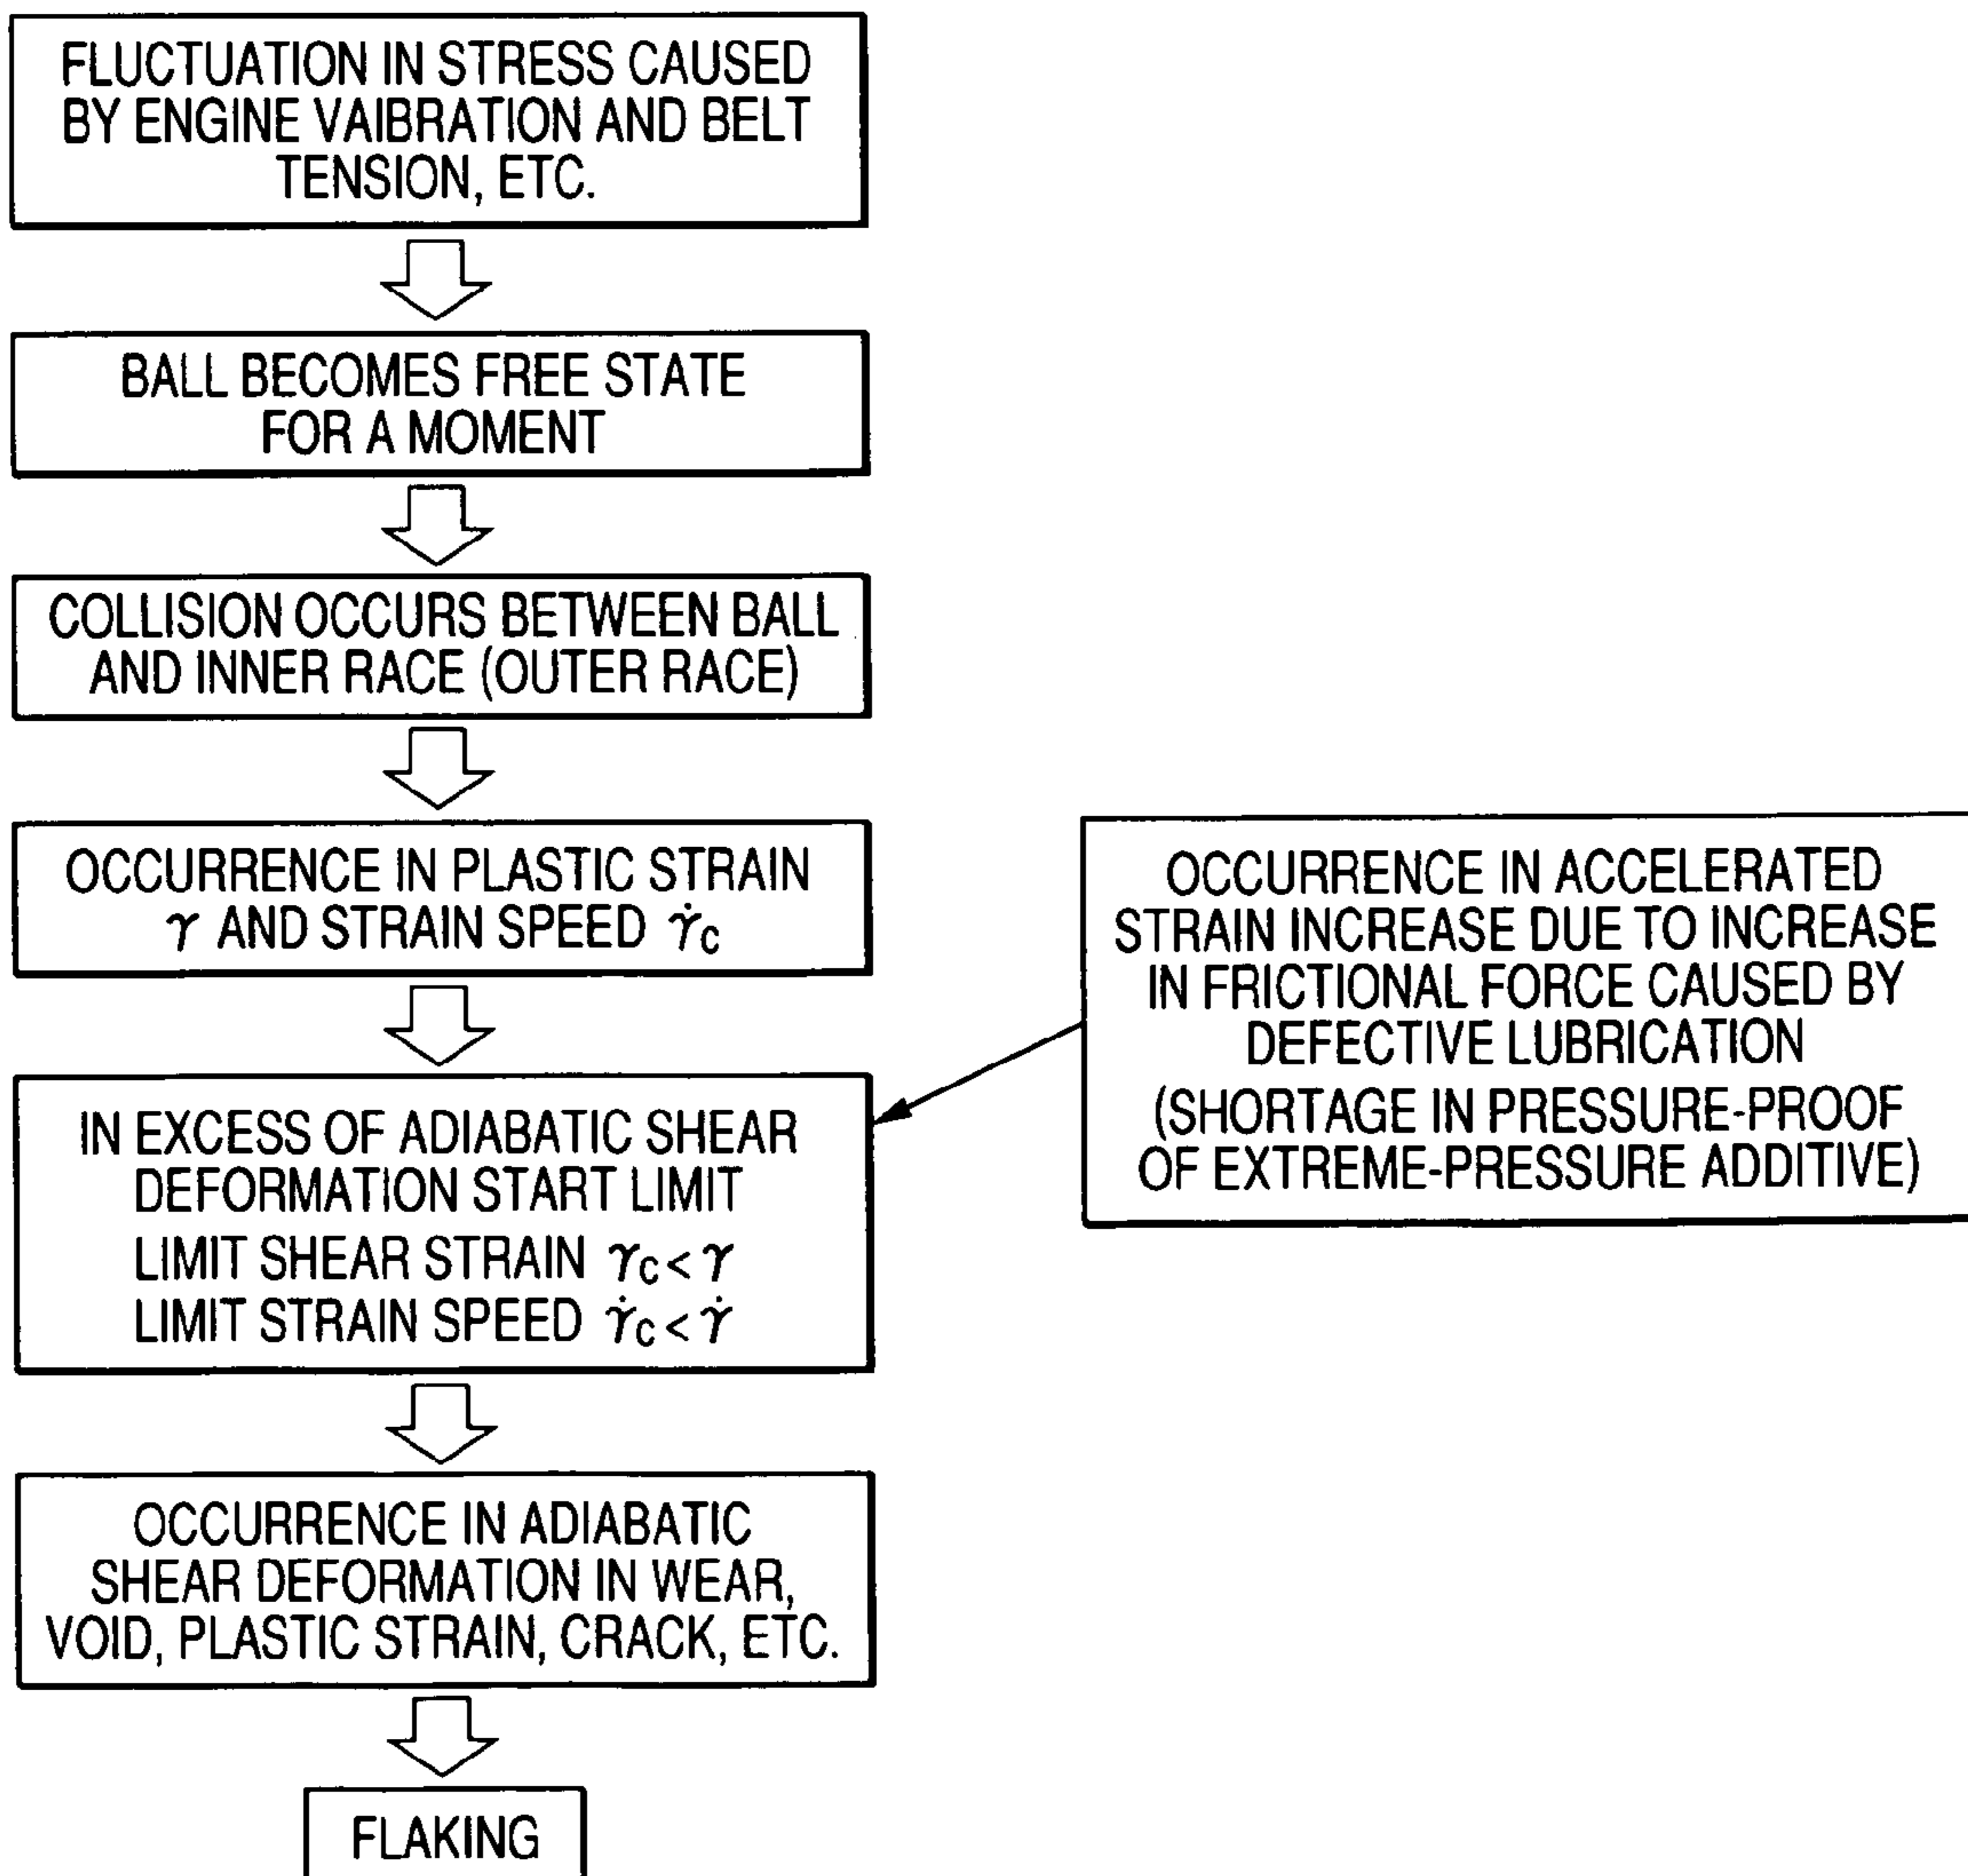 FLUCTUATION IN STRESS CAUSED
BY ENGINE VAIBRATION AND BELT
TENSION, ETC.
BALL BECOMES FREE STATE
FOR A MOMENT
COLLISION OCCURS BETWEEN BALL
AND INNER RACE (OUTER RACE)
OCCURRENCE IN PLASTIC STRAIN
γ AND STRAIN SPEED γ̇c
OCCURRENCE IN ACCELERATED
STRAIN INCREASE DUE TO INCREASE
IN FRICTIONAL FORCE CAUSED BY
DEFECTIVE LUBRICATION
(SHORTAGE IN PRESSURE-PROOF
OF EXTREME-PRESSURE ADDITIVE)
IN EXCESS OF ADIABATIC SHEAR
DEFORMATION START LIMIT
LIMIT SHEAR STRAIN γc < γ
LIMIT STRAIN SPEED γ̇c < γ̇
OCCURRENCE IN ADIABATIC
SHEAR DEFORMATION IN WEAR,
VOID, PLASTIC STRAIN, CRACK, ETC.
FLAKING